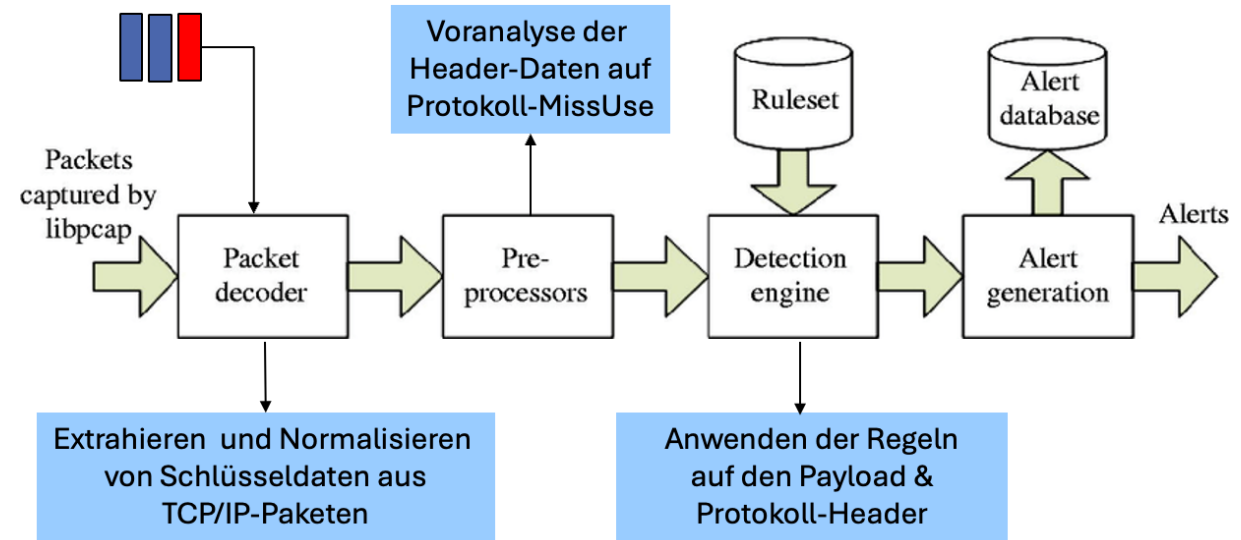 Voranalyse der
Header-Daten auf
Protokoll-MissUse
Ruleset
Alert
database
Packets
captured by
libpcap
Packet
decoder
Pre-
processors
Detection
engine
Alert
generation
Alerts
Extrahieren und Normalisieren
von Schlüsseldaten aus
TCP/IP-Paketen
Anwenden der Regeln
auf den Payload &
Protokoll-Header